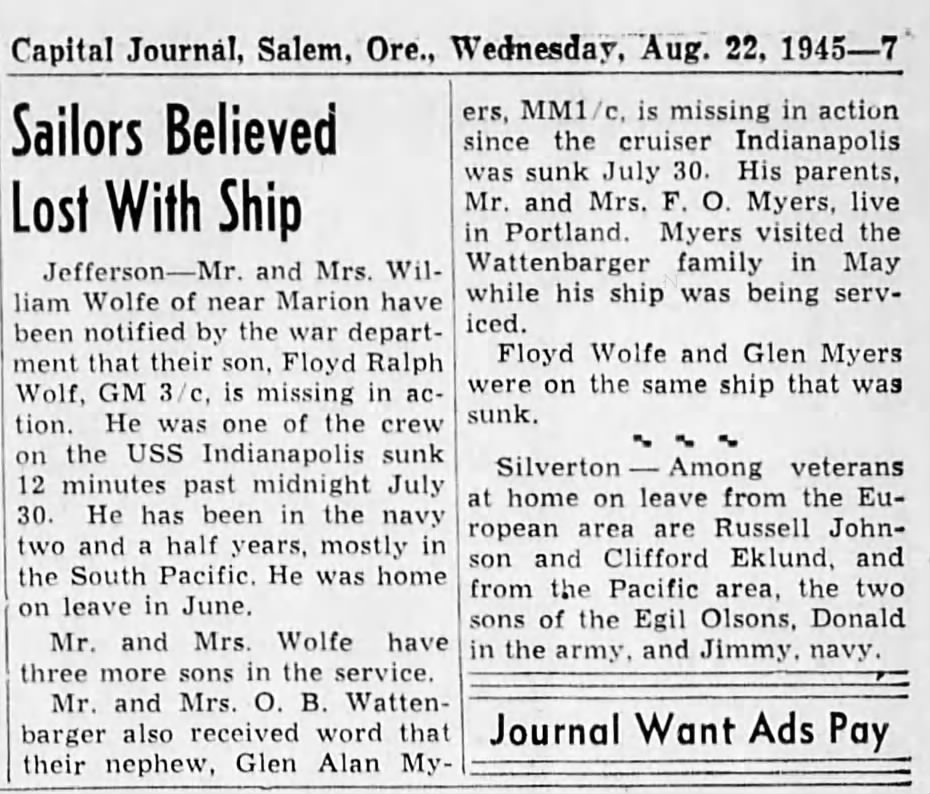 Capital Journal, Salem, Ore., Wednesday, Aug. 22, 1945—7
Sailors Believed
Lost With Ship
Jefferson—Mr. and Mrs. Wil-
liam Wolfe of near Marion have
been notified by the war depart-
ment that their son, Floyd Ralph
Wolf, GM 3/c, is missing in ac-
tion. He was one of the crew
on the USS Indianapolis sunk
12 minutes past midnight July
30. He has been in the navy
two and a half years, mostly in
the South Pacific. He was home
on leave in June.
Mr. and Mrs. Wolfe have
three more sons in the service.
Mr. and Mrs. O. B. Watten-
barger also received word that
their nephew, Glen Alan My-
ers, MM1/c, is missing in action
since the cruiser Indianapolis
was sunk July 30. His parents,
Mr. and Mrs. F. O. Myers, live
in Portland. Myers visited the
Wattenbarger family in May
while his ship was being serv-
iced.
Floyd Wolfe and Glen Myers
were on the same ship that was
sunk.
Silverton — Among veterans
at home on leave from the Eu-
ropean area are Russell John-
son and Clifford Eklund, and
from the Pacific area, the two
sons of the Egil Olsons, Donald
in the army, and Jimmy, navy.
Journal Want Ads Pay